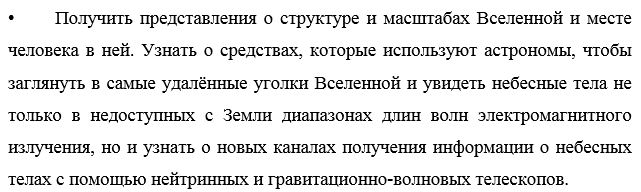 • Получить представления о структуре и масштабах Вселенной и месте
человека в ней. Узнать о средствах, которые используют астрономы, чтобы
заглянуть в самые удалённые уголки Вселенной и увидеть небесные тела не
только в недоступных с Земли диапазонах длин волн электромагнитного
излучения, но и узнать о новых каналах получения информации о небесных
телах с помощью нейтринных и гравитационно-волновых телескопов.